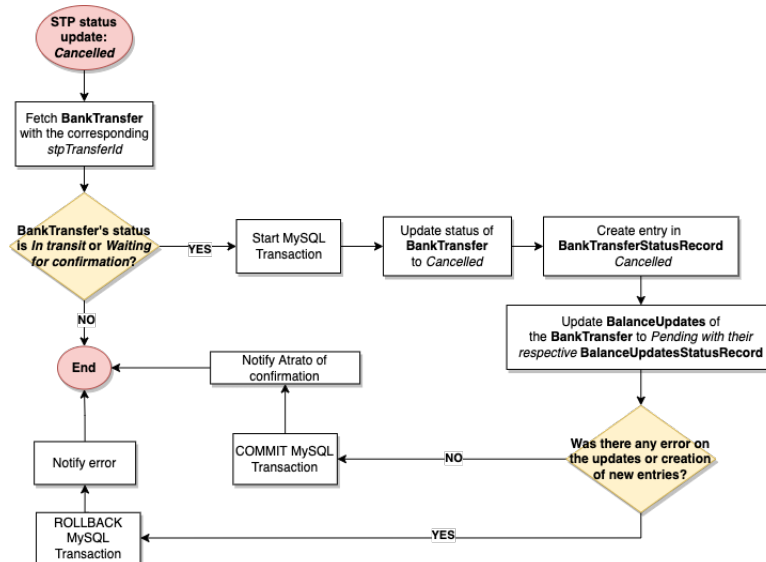 STP status
update:
Cancelled
Fetch BankTransfer
with the corresponding
stpTransferId
BankTransfer's status
is In transit or Waiting
for confirmation?
YES
Start MySQL
Transaction
Update status of
BankTransfer
to Cancelled
Create entry in
BankTransferStatusRecord
Cancelled
Update BalanceUpdates of
the BankTransfer to Pending with their
respective BalanceUpdatesStatusRecord
Was there any error on
the updates or creation
of new entries?
NO
COMMIT MySQL
Transaction
Notify Atrato of
confirmation
YES
ROLLBACK
MySQL
Transaction
Notify error
NO
End